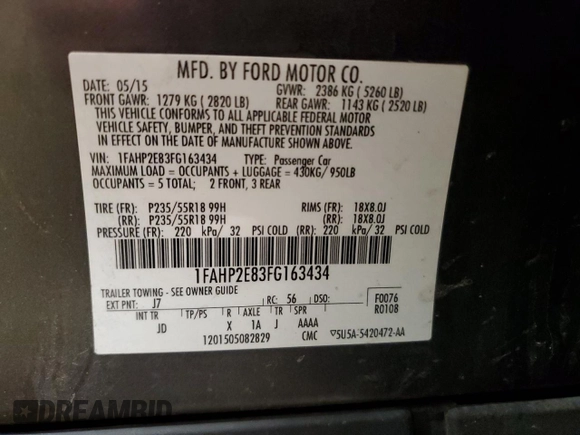 MFD. BY FORD MOTOR CO.
DATE: 05/15 GVWR: 2386 KG ( 5260 LB)
FRONT GAWR: 1279 KG ( 2820 LB) REAR GAWR: 1143 KG ( 2520 LB)
THIS VEHICLE CONFORMS TO ALL APPLICABLE FEDERAL MOTOR
VEHICLE SAFETY, BUMPER, AND THEFT PREVENTION STANDARDS
IN EFFECT ON THE DATE OF MANUFACTURE SHOWN ABOVE.
VIN: 1FAHP2E83FG163434 TYPE: Passenger Car
MAXIMUM LOAD = OCCUPANTS + LUGGAGE = 430KG/ 950LB
OCCUPANTS = 5 TOTAL; 2 FRONT, 3 REAR
TIRE (FR): P235/55R18 99H RIMS (FR): 18X8.0J
(RR): P235/55R18 99H (RR): 18X8.0J
PRESSURE (FR): 220 kPa/ 32 PSI COLD (RR): 220 kPa/ 32 PSI COLD
1FAHP2E83FG163434
TRAILER TOWING - SEE OWNER GUIDE
EXT PNT: J7 RC: 56 DSO: F0076
R0108
INT TR TP/PS R AXLE TR SPR
JD X 1A J AAAA
1201505082829 CMC ▽5U5A-5420472-AA
DREAMBID